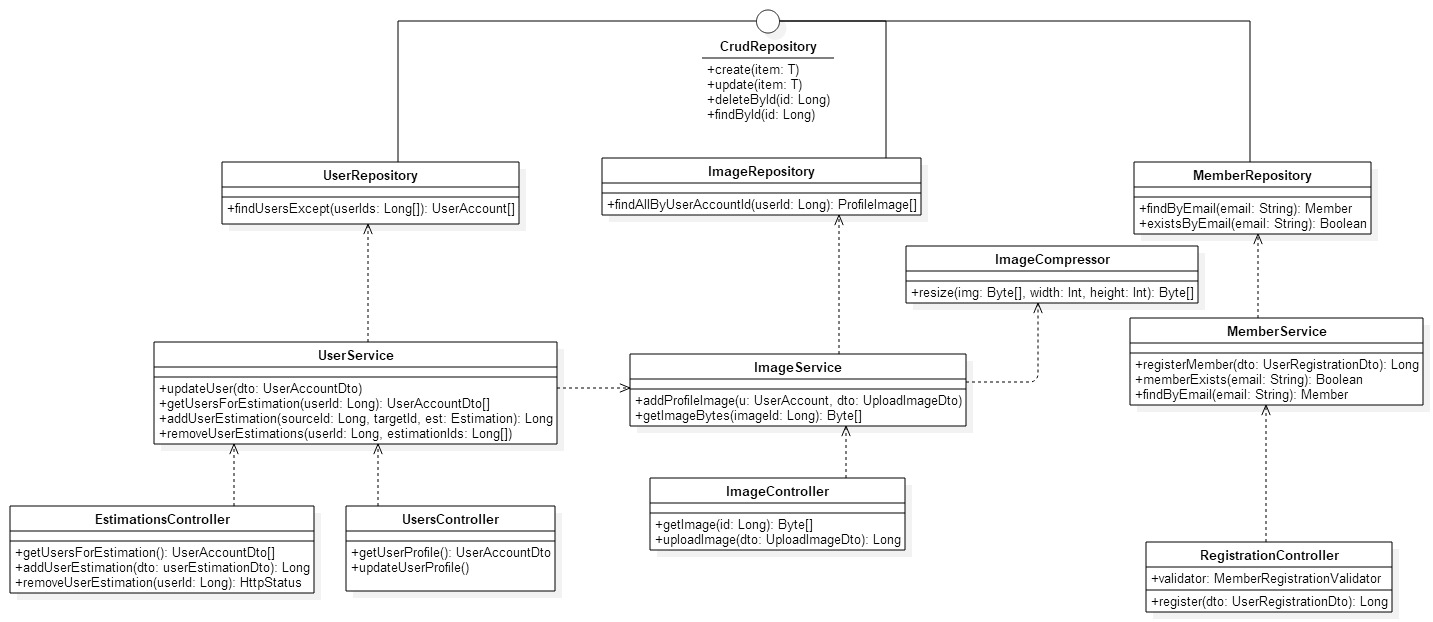 CrudRepository
+create(item: T)
+update(item: T)
+deleteById(id: Long)
+findById(id: Long)
UserRepository
+findUsersExcept(userIds: Long[]): UserAccount[]
ImageRepository
+findAllByUserAccountId(userId: Long): ProfileImage[]
MemberRepository
+findByEmail(email: String): Member
+existsByEmail(email: String): Boolean
ImageCompressor
+resize(img: Byte[], width: Int, height: Int): Byte[]
UserService
+updateUser(dto: UserAccountDto)
+getUsersForEstimation(userId: Long): UserAccountDto[]
+addUserEstimation(sourceId: Long, targetId, est: Estimation): Long
+removeUserEstimations(userId: Long, estimationIds: Long[])
ImageService
+addProfileImage(u: UserAccount, dto: UploadImageDto)
+getImageBytes(imageId: Long): Byte[]
MemberService
+registerMember(dto: UserRegistrationDto): Long
+memberExists(email: String): Boolean
+findByEmail(email: String): Member
EstimationsController
+getUsersForEstimation(): UserAccountDto[]
+addUserEstimation(dto: userEstimationDto): Long
+removeUserEstimation(userId: Long): HttpStatus
UsersController
+getUserProfile(): UserAccountDto
+updateUserProfile()
ImageController
+getImage(id: Long): Byte[]
+uploadImage(dto: UploadImageDto): Long
RegistrationController
+validator: MemberRegistrationValidator
+register(dto: UserRegistrationDto): Long